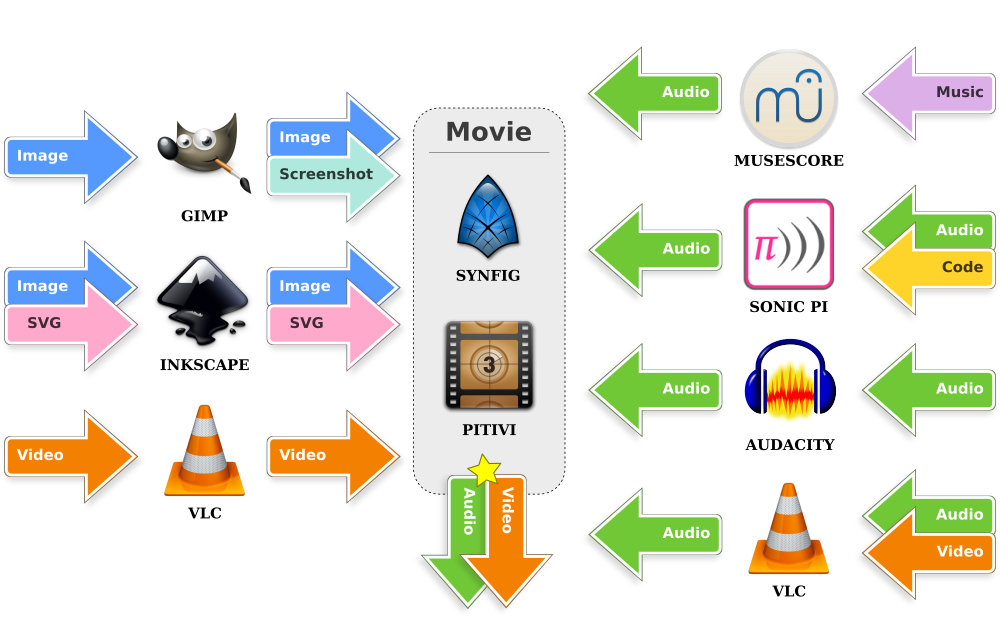 Image
GIMP
Image
Screenshot
Image
SVG
INKSCAPE
Image
SVG
Video
VLC
Video
Movie
SYNFIG
3
PITIVI
Audio
Video
Audio
mu
MUSESCORE
Music
Audio
π
SONIC PI
Audio
Code
Audio
AUDACITY
Audio
Audio
VLC
Audio
Video